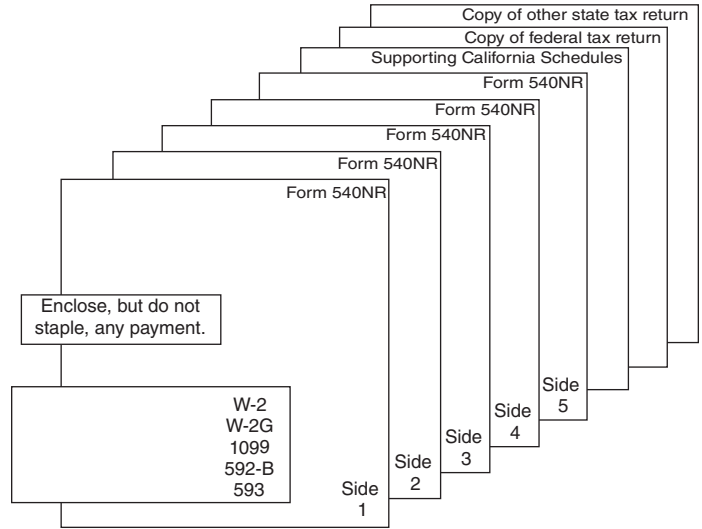 Copy of other state tax return
Copy of federal tax return
Supporting California Schedules
Form 540NR
Form 540NR
Form 540NR
Form 540NR
Form 540NR
Enclose, but do not
staple, any payment.
W-2
W-2G
1099
592-B
593
Side
1
Side
2
Side
3
Side
4
Side
5